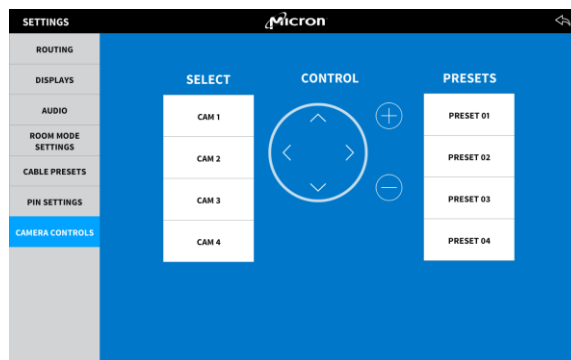 SETTINGS
Micron
ROUTING
DISPLAYS
AUDIO
ROOM MODE
SETTINGS
CABLE PRESETS
PIN SETTINGS
CAMERA CONTROLS
SELECT
CAM 1
CAM 2
CAM 3
CAM 4
CONTROL
PRESETS
PRESET 01
PRESET 02
PRESET 03
PRESET 04